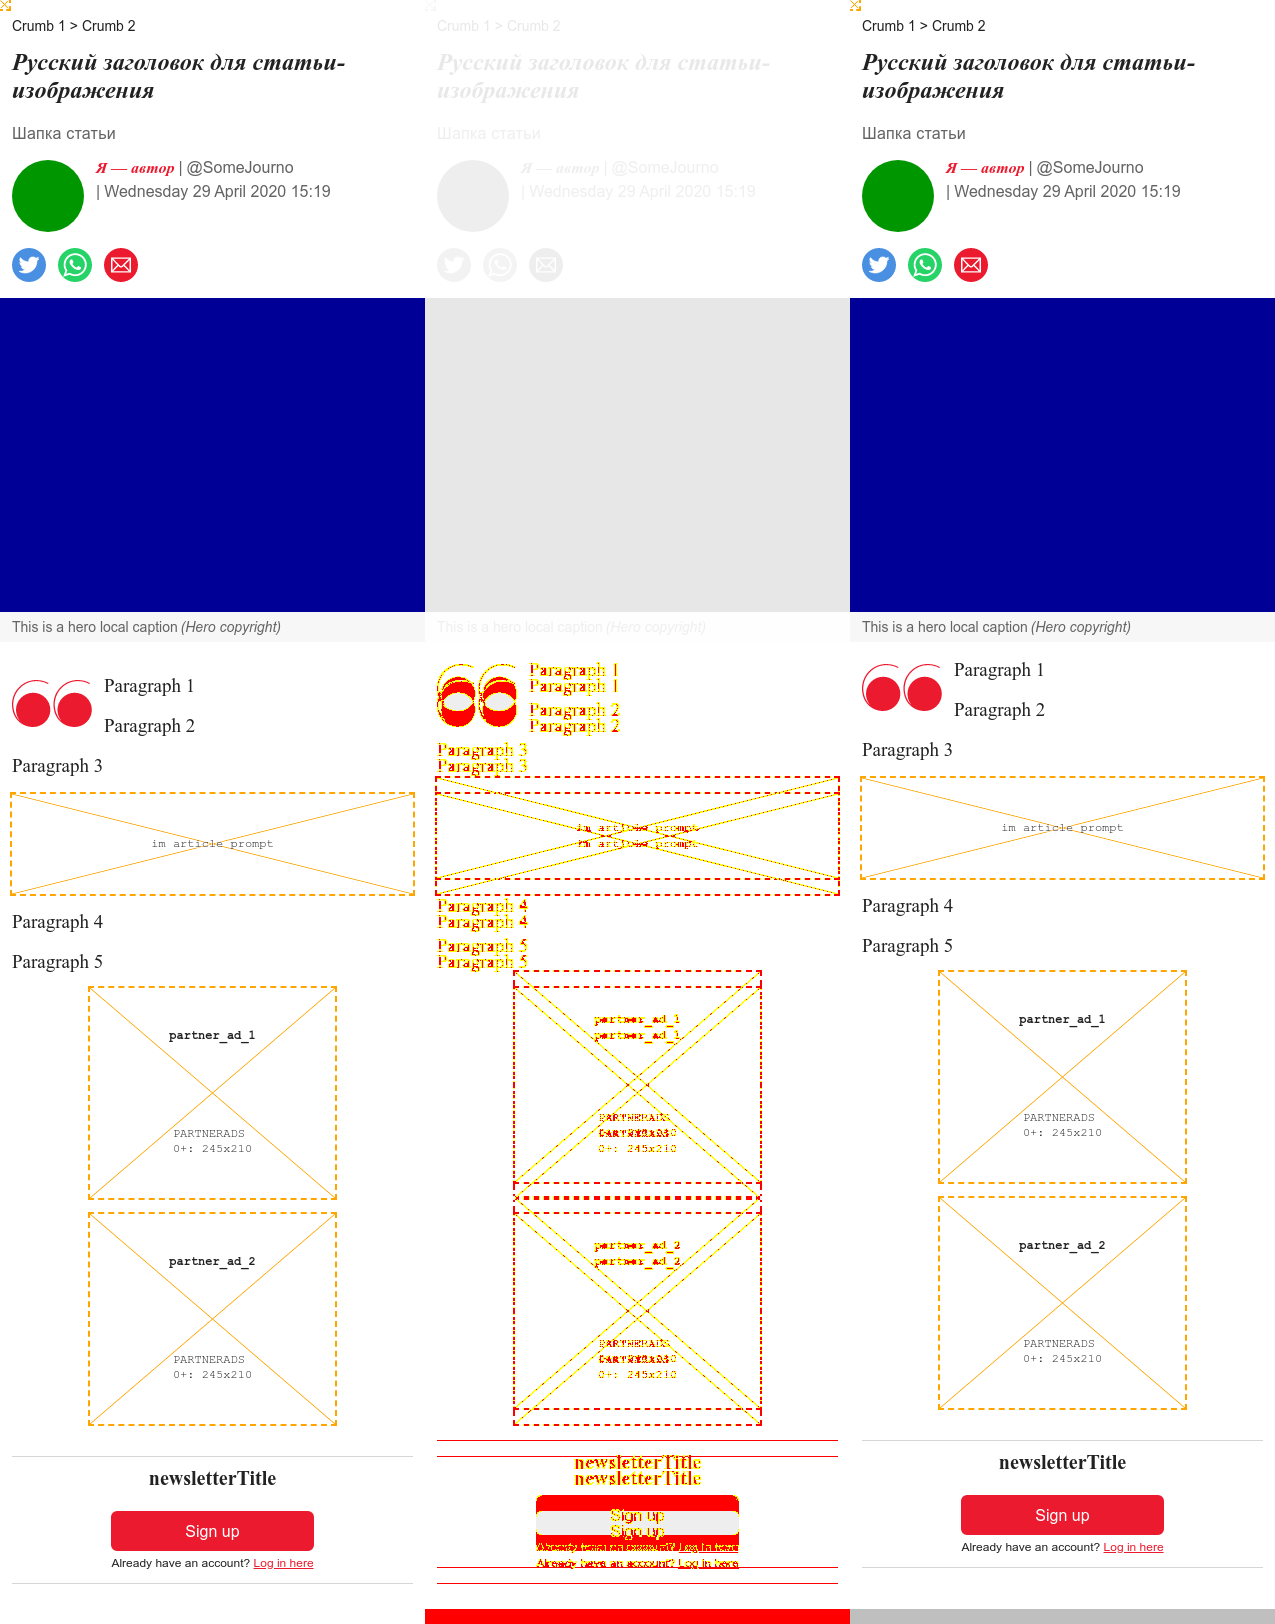 Crumb 1 > Crumb 2
Русский заголовок для статьи-
изображения
Шапка статьи
Я — автор | @SomeJourno
| Wednesday 29 April 2020 15:19
This is a hero local caption (Hero copyright)
Paragraph 1
Paragraph 2
Paragraph 3
im article prompt
Paragraph 4
Paragraph 5
partner_ad_1
PARTNERADS
0+: 245x210
partner_ad_2
PARTNERADS
0+: 245x210
newsletterTitle
Sign up
Already have an account? Log in here
Crumb 1 > Crumb 2
Русский заголовок для статьи-
изображения
Шапка статьи
Я — автор | @SomeJourno
| Wednesday 29 April 2020 15:19
This is a hero local caption (Hero copyright)
Paragraph 1
Paragraph 1
Paragraph 2
Paragraph 2
Paragraph 3
Paragraph 3
im article prompt
im article prompt
Paragraph 4
Paragraph 4
Paragraph 5
Paragraph 5
partner_ad_1
partner_ad_1
PARTNERADS
0+: 245x210
partner_ad_2
partner_ad_2
PARTNERADS
0+: 245x210
newsletterTitle
newsletterTitle
Sign up
Sign up
Already have an account? Log in here
Already have an account? Log in here
Crumb 1 > Crumb 2
Русский заголовок для статьи-
изображения
Шапка статьи
Я — автор | @SomeJourno
| Wednesday 29 April 2020 15:19
This is a hero local caption (Hero copyright)
Paragraph 1
Paragraph 2
Paragraph 3
im article prompt
Paragraph 4
Paragraph 5
partner_ad_1
PARTNERADS
0+: 245x210
partner_ad_2
PARTNERADS
0+: 245x210
newsletterTitle
Sign up
Already have an account? Log in here